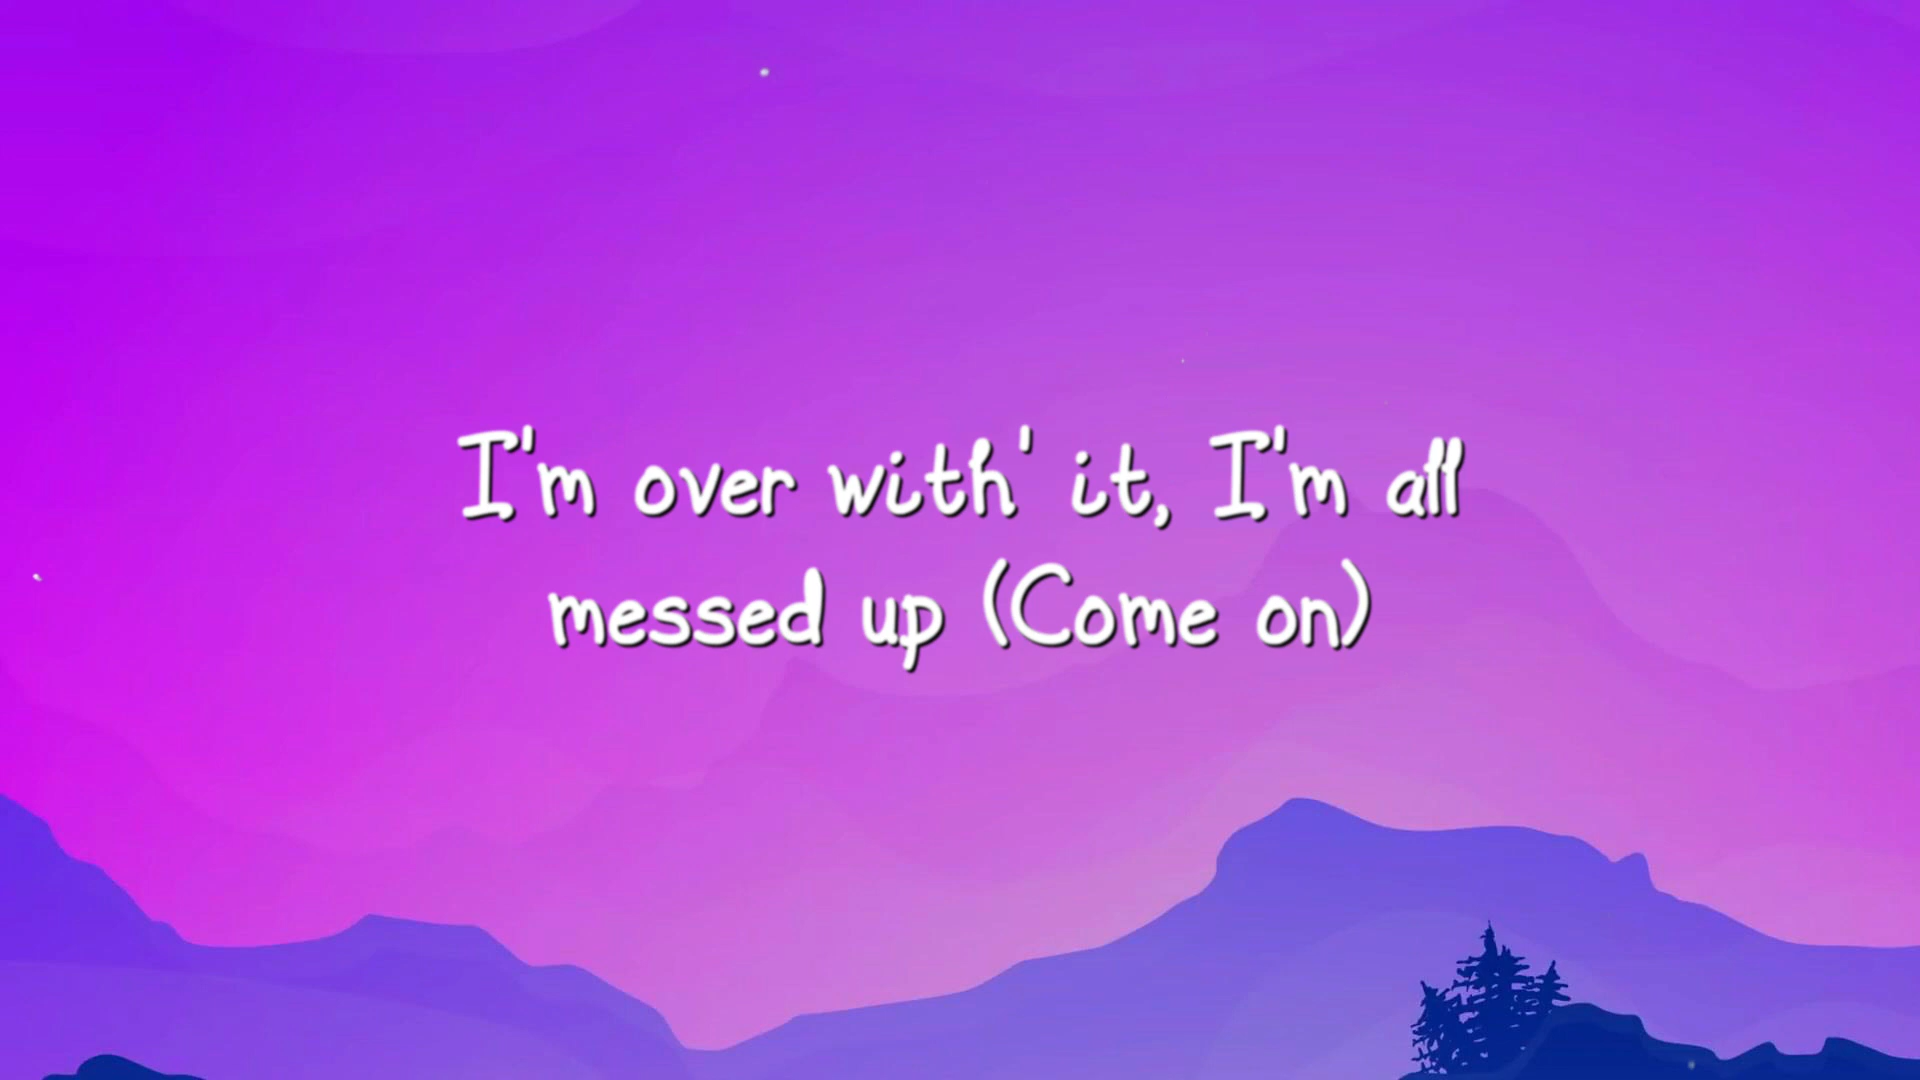 I'm over with' it, I'm all
messed up (Come on)